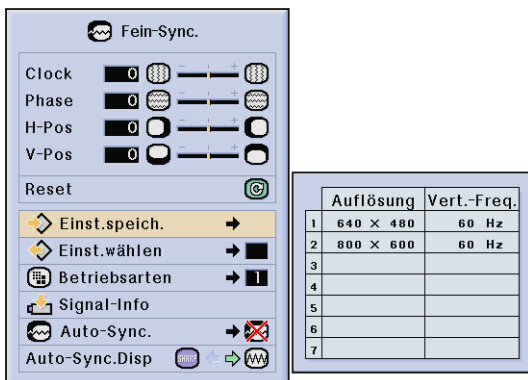 Fein-Sync.
Clock 0 - +
Phase 0
H-Pos 0 - +
V-Pos 0
Reset
Einst.speich.
Einst.wählen
Betriebsarten 1
Signal-Info
Auto-Sync.
Auto-Sync.Disp SHARP
Auflösung Vert.-Freq.
1 640 × 480 60 Hz
2 800 × 600 60 Hz
3
4
5
6
7